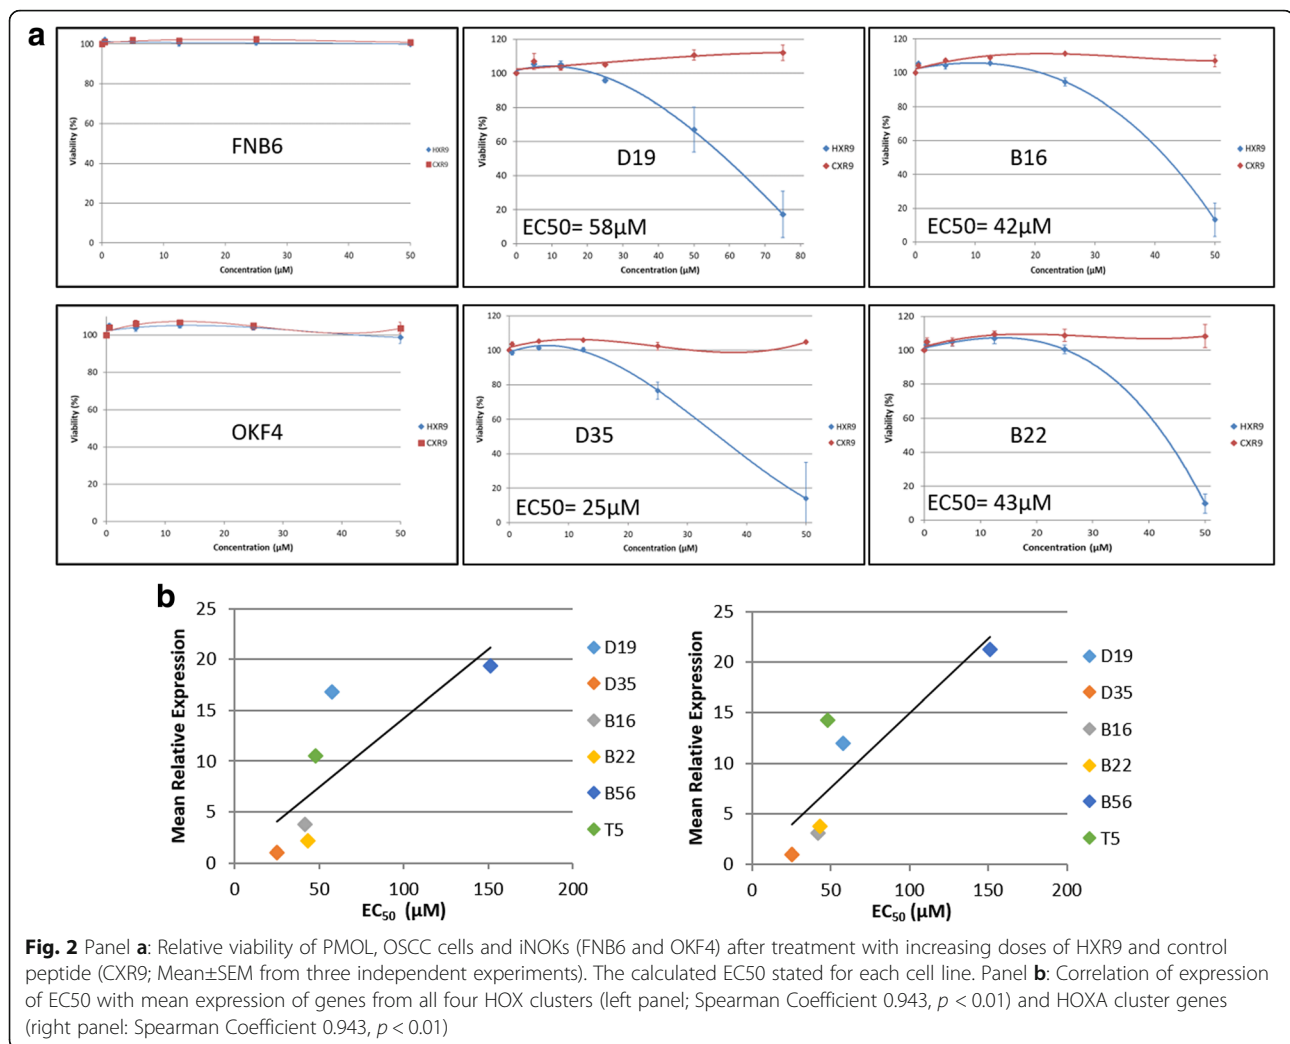 a
120
100
80
60
40
20
0
Viability (%)
FNB6
HXR9
CXR9
0 10 20 30 40 50
Concentration (µM)
120
100
80
60
40
20
0
Viability (%)
D19
EC50= 58µM
HXR9
CXR9
0 10 20 30 40 50 60 70 80
Concentration (µM)
120
100
80
60
40
20
0
Viability (%)
B16
EC50= 42µM
HXR9
CXR9
0 10 20 30 40 50
Concentration (µM)
100
80
60
40
20
0
Viability (%)
OKF4
HXR9
CXR9
0 10 20 30 40 50
Concentration (µM)
120
100
80
60
40
20
0
Viability (%)
D35
EC50= 25µM
HXR9
CXR9
0 10 20 30 40 50
Concentration (µM)
120
100
80
60
40
20
0
Viability (%)
B22
EC50= 43µM
HXR9
CXR9
0 10 20 30 40 50
Concentration (µM)
b
25
20
15
10
5
0
Mean Relative Expression
0 50 100 150 200
EC50 (µM)
D19
D35
B16
B22
B56
T5
25
20
15
10
5
0
Mean Relative Expression
0 50 100 150 200
EC50 (µM)
D19
D35
B16
B22
B56
T5
Fig. 2 Panel a: Relative viability of PMOL, OSCC cells and iNOKs (FNB6 and OKF4) after treatment with increasing doses of HXR9 and control
peptide (CXR9; Mean±SEM from three independent experiments). The calculated EC50 stated for each cell line. Panel b: Correlation of expression
of EC50 with mean expression of genes from all four HOX clusters (left panel; Spearman Coefficient 0.943, p < 0.01) and HOXA cluster genes
(right panel: Spearman Coefficient 0.943, p < 0.01)